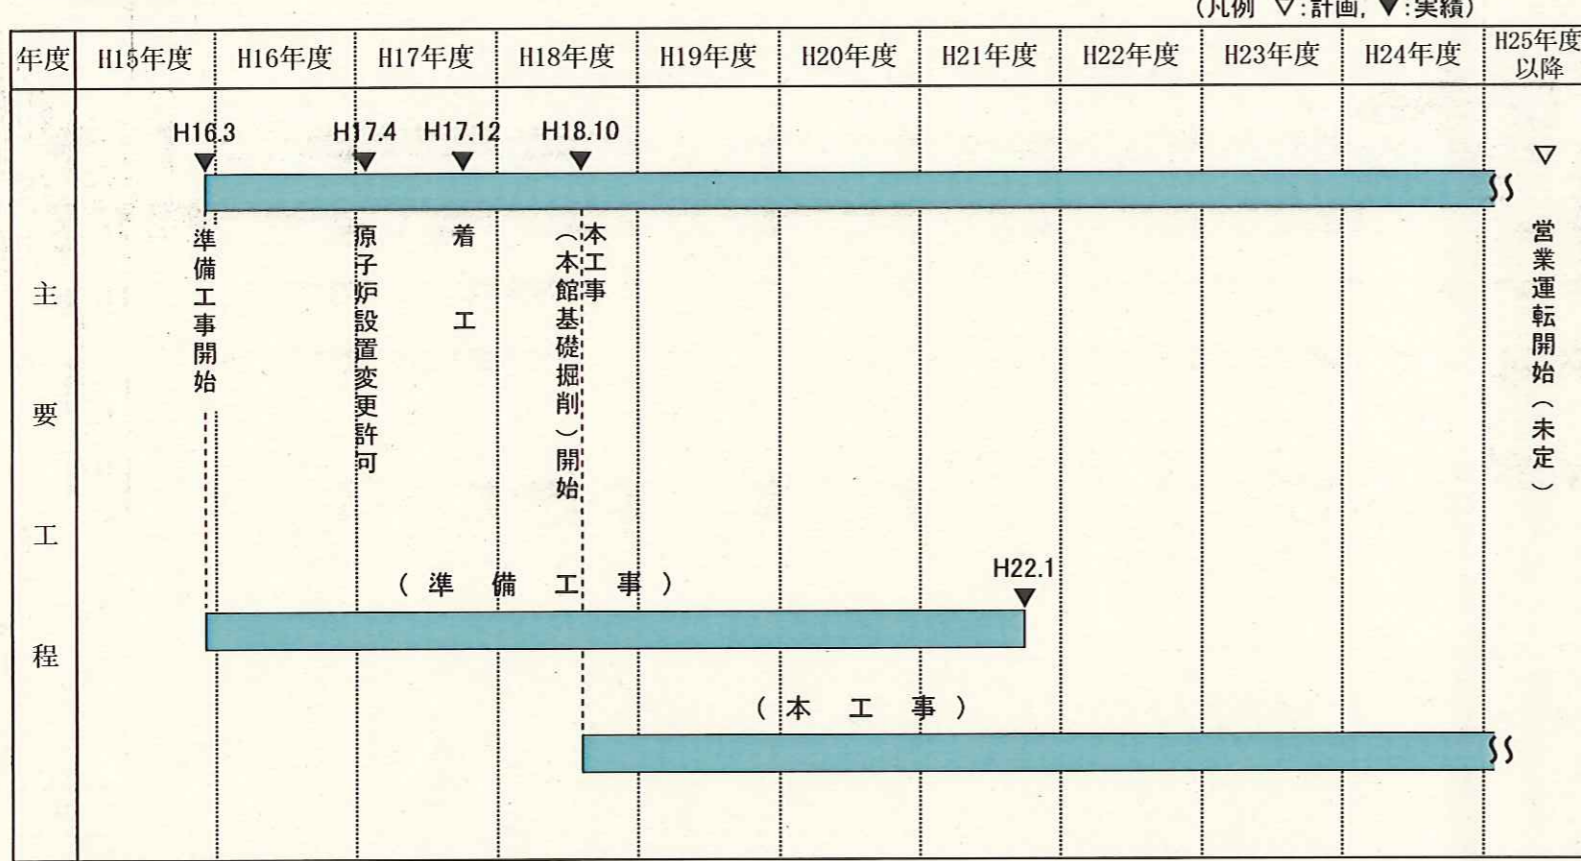 (凡例 ▽:計画, ▼:実績)
年度 H15年度 H16年度 H17年度 H18年度 H19年度 H20年度 H21年度 H22年度 H23年度 H24年度 H25年度以降
主要工程
H16.3 H17.4 H17.12 H18.10
準備工事開始
原子炉設置変更許可
着工
本工事
(本館基礎掘削)開始
▽
営業運転開始(未定)
(準備工事)
H22.1
(本工事)